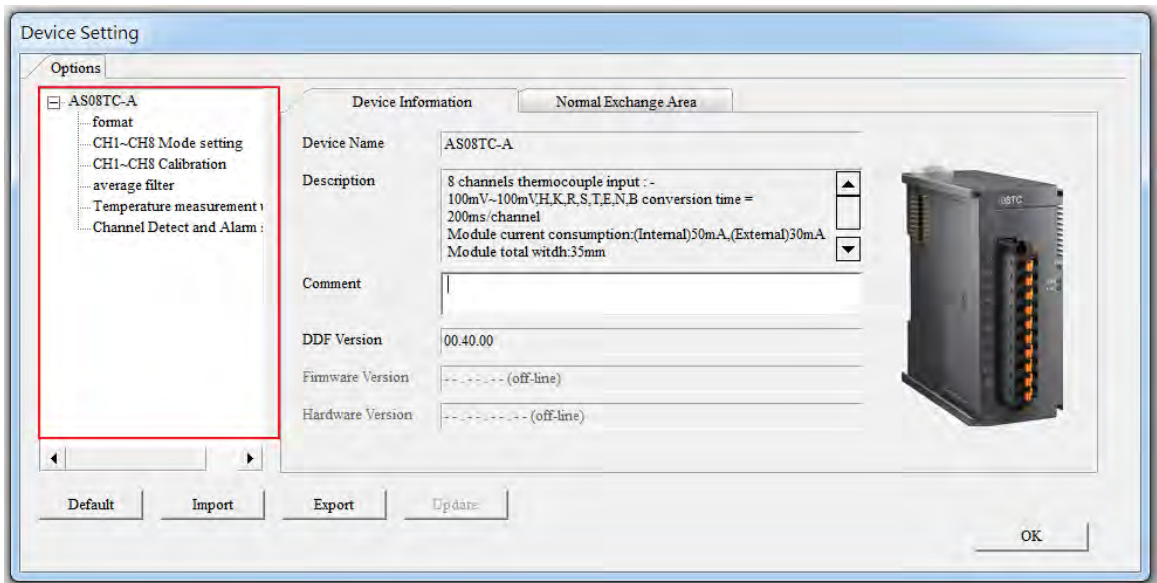 Device Setting
Options
AS08TC-A
format
CH1~CH8 Mode setting
CH1~CH8 Calibration
average filter
Temperature measurement
Channel Detect and Alarm
Device Information
Normal Exchange Area
Device Name
AS08TC-A
Description
8 channels thermocouple input : -
100mV~100mV,H,K,R,S,T,E,N,B conversion time =
200ms/channel
Module current consumption:(Internal)50mA,(External)30mA
Module total witdh:35mm
Comment
DDF Version
00.40.00
Firmware Version
--.--.-- (off-line)
Hardware Version
--.--.--.-- (off-line)
08TC
Default
Import
Export
Update
OK